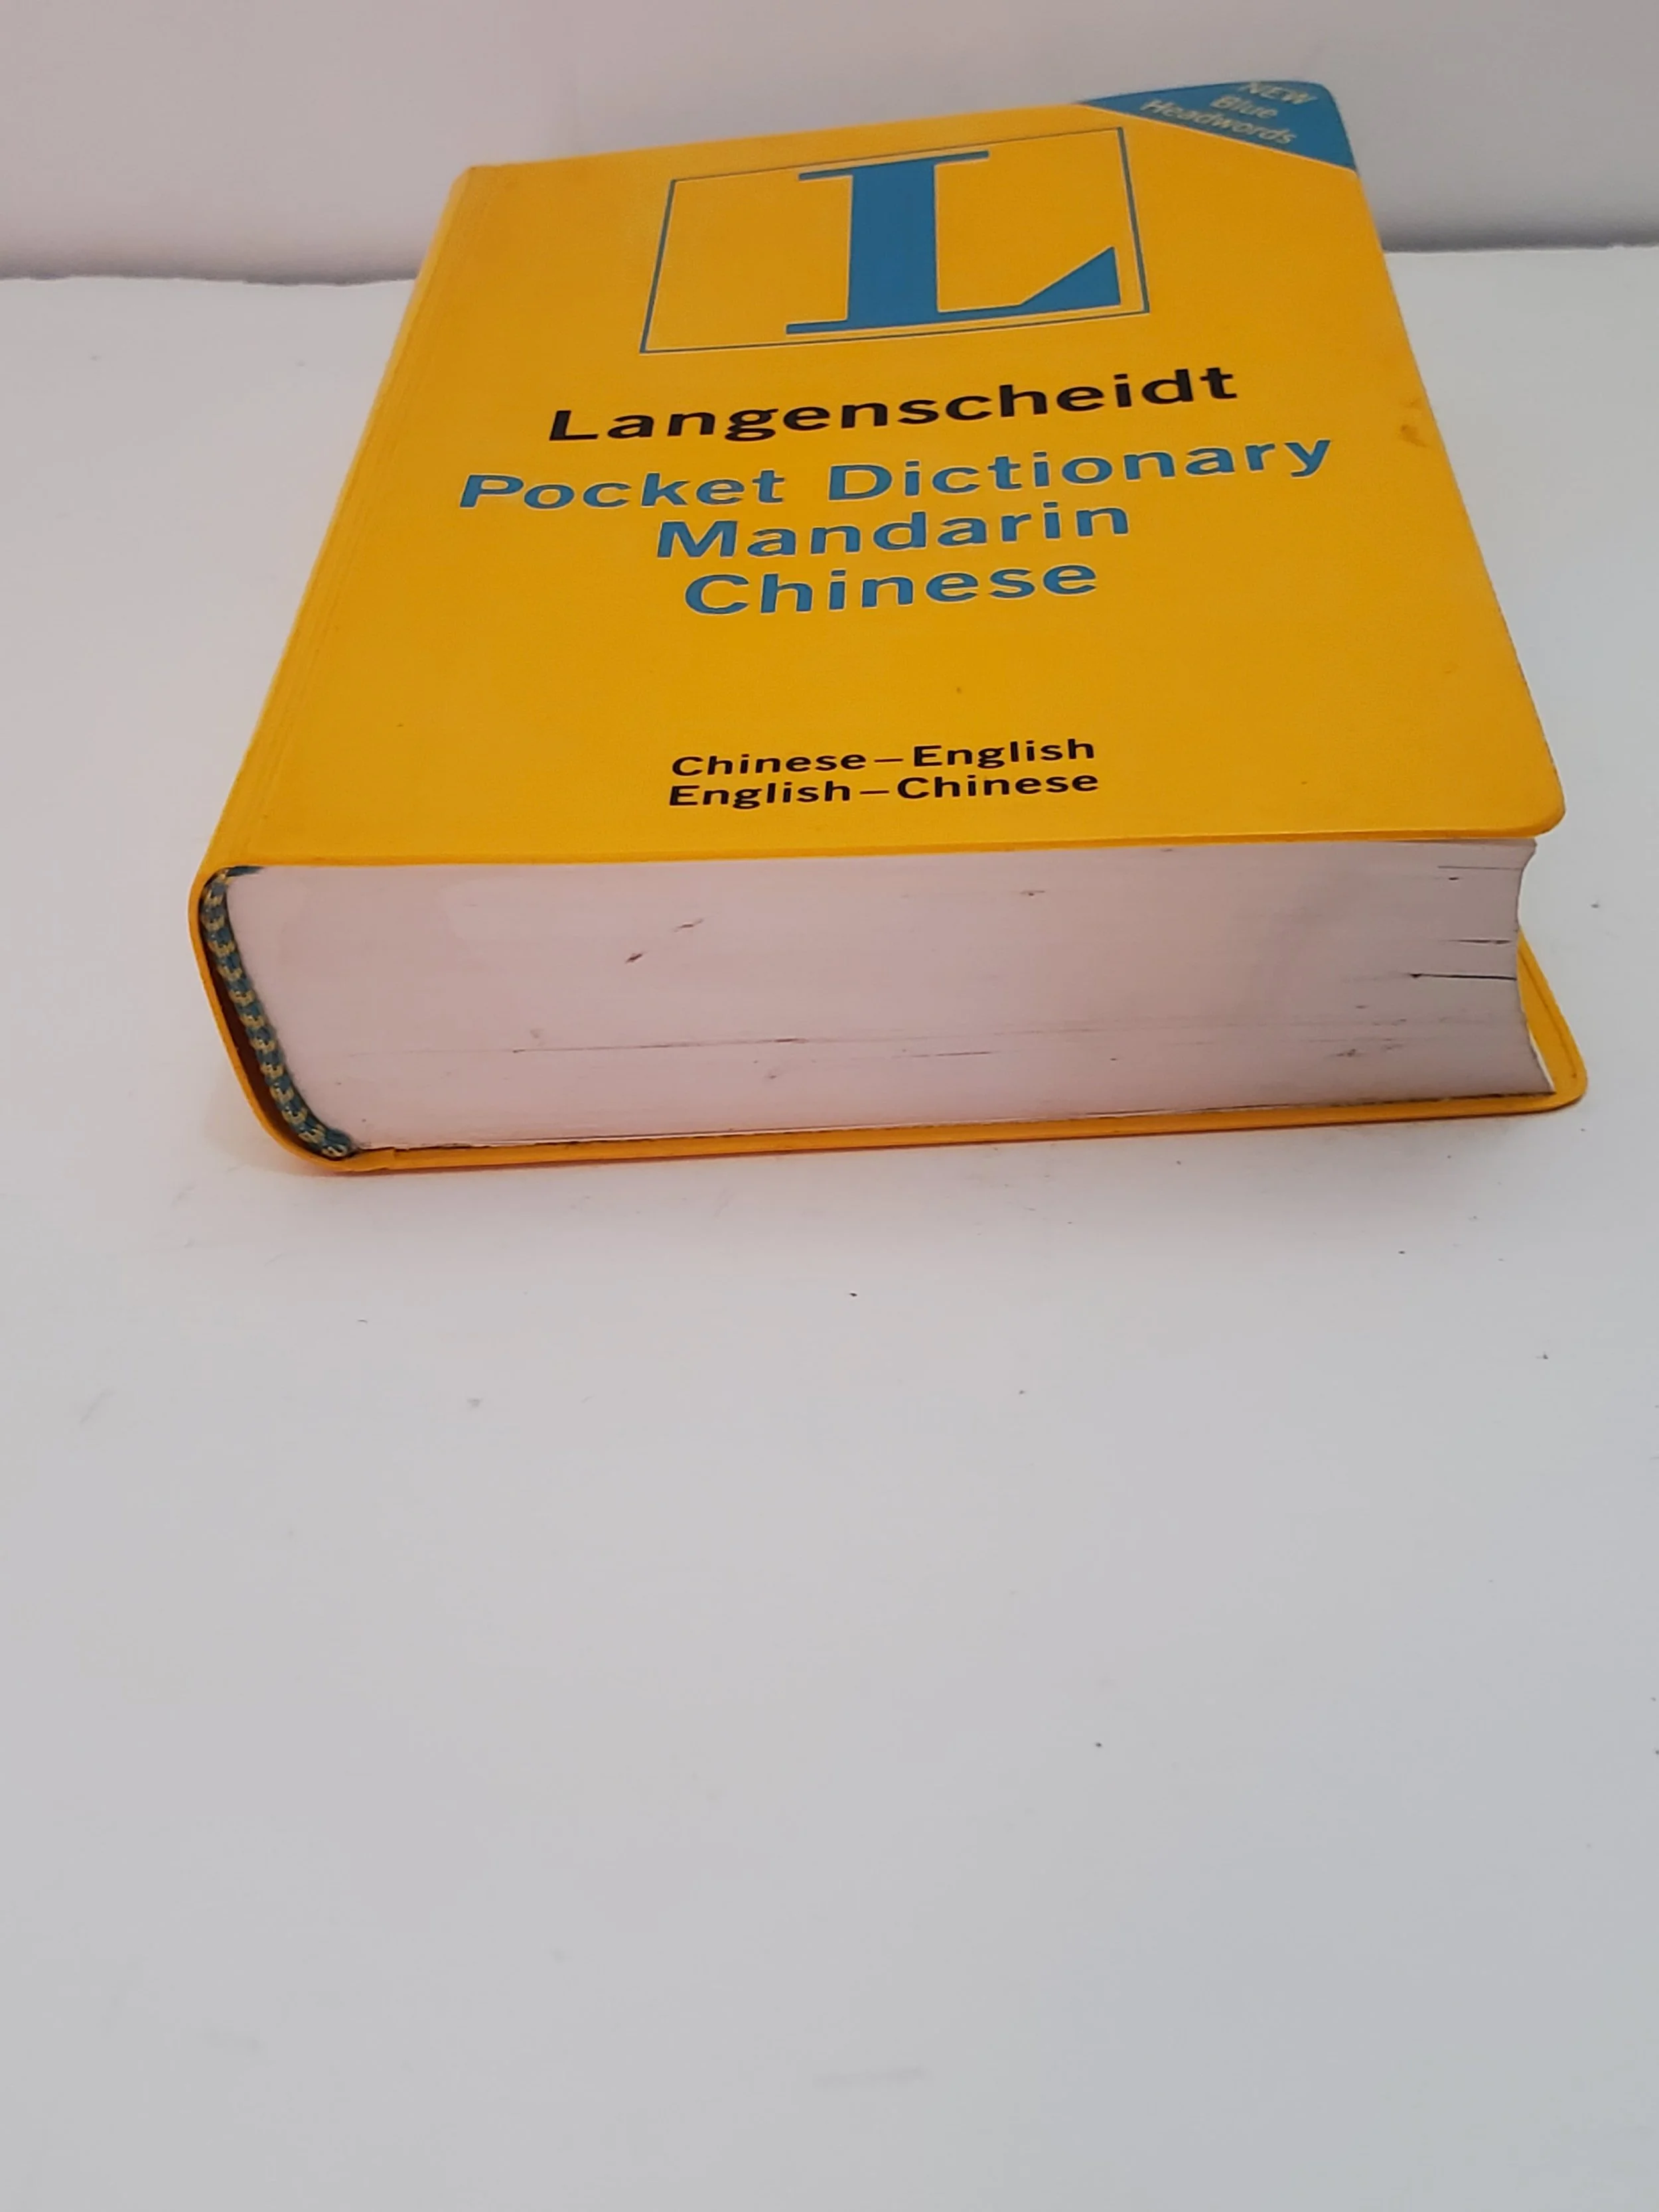 NEW
Blue
Headwords
L
Langenscheidt
Pocket Dictionary
Mandarin
Chinese
Chinese – English
English – Chinese